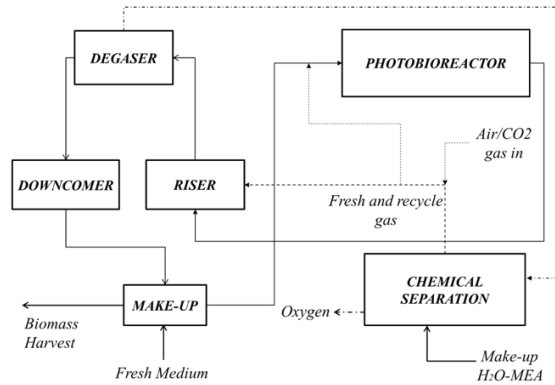 DEGASER
PHOTOBIOREACTOR
Air/CO2
gas in
DOWNCOMER
RISER
Fresh and recycle
gas
MAKE-UP
CHEMICAL
SEPARATION
Oxygen
Biomass
Harvest
Fresh Medium
Make-up
H2O-MEA